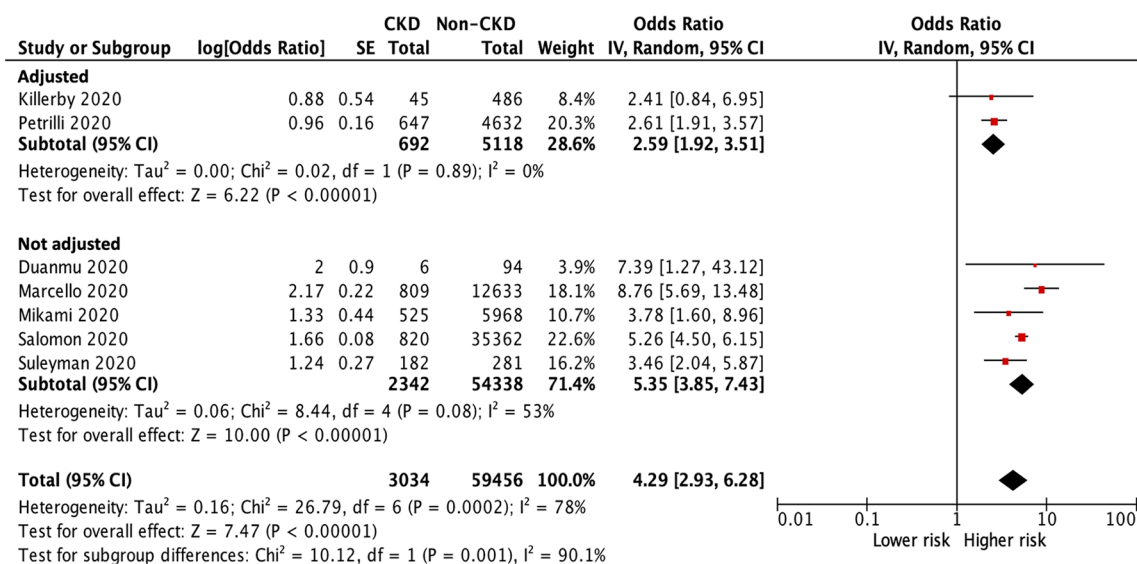 CKD Non-CKD Odds Ratio Odds Ratio
Study or Subgroup log[Odds Ratio] SE Total Total Weight IV, Random, 95% CI IV, Random, 95% CI
Adjusted
Killerby 2020 0.88 0.54 45 486 8.4% 2.41 [0.84, 6.95]
Petrilli 2020 0.96 0.16 647 4632 20.3% 2.61 [1.91, 3.57]
Subtotal (95% CI) 692 5118 28.6% 2.59 [1.92, 3.51]
Heterogeneity: Tau² = 0.00; Chi² = 0.02, df = 1 (P = 0.89); I² = 0%
Test for overall effect: Z = 6.22 (P < 0.00001)
Not adjusted
Duanmu 2020 2 0.9 6 94 3.9% 7.39 [1.27, 43.12]
Marcello 2020 2.17 0.22 809 12633 18.1% 8.76 [5.69, 13.48]
Mikami 2020 1.33 0.44 525 5968 10.7% 3.78 [1.60, 8.96]
Salomon 2020 1.66 0.08 820 35362 22.6% 5.26 [4.50, 6.15]
Suleyman 2020 1.24 0.27 182 281 16.2% 3.46 [2.04, 5.87]
Subtotal (95% CI) 2342 54338 71.4% 5.35 [3.85, 7.43]
Heterogeneity: Tau² = 0.06; Chi² = 8.44, df = 4 (P = 0.08); I² = 53%
Test for overall effect: Z = 10.00 (P < 0.00001)
Total (95% CI) 3034 59456 100.0% 4.29 [2.93, 6.28]
Heterogeneity: Tau² = 0.16; Chi² = 26.79, df = 6 (P = 0.0002); I² = 78%
Test for overall effect: Z = 7.47 (P < 0.00001)
Test for subgroup differences: Chi² = 10.12, df = 1 (P = 0.001), I² = 90.1%
0.01 0.1 1 10 100
Lower risk Higher risk